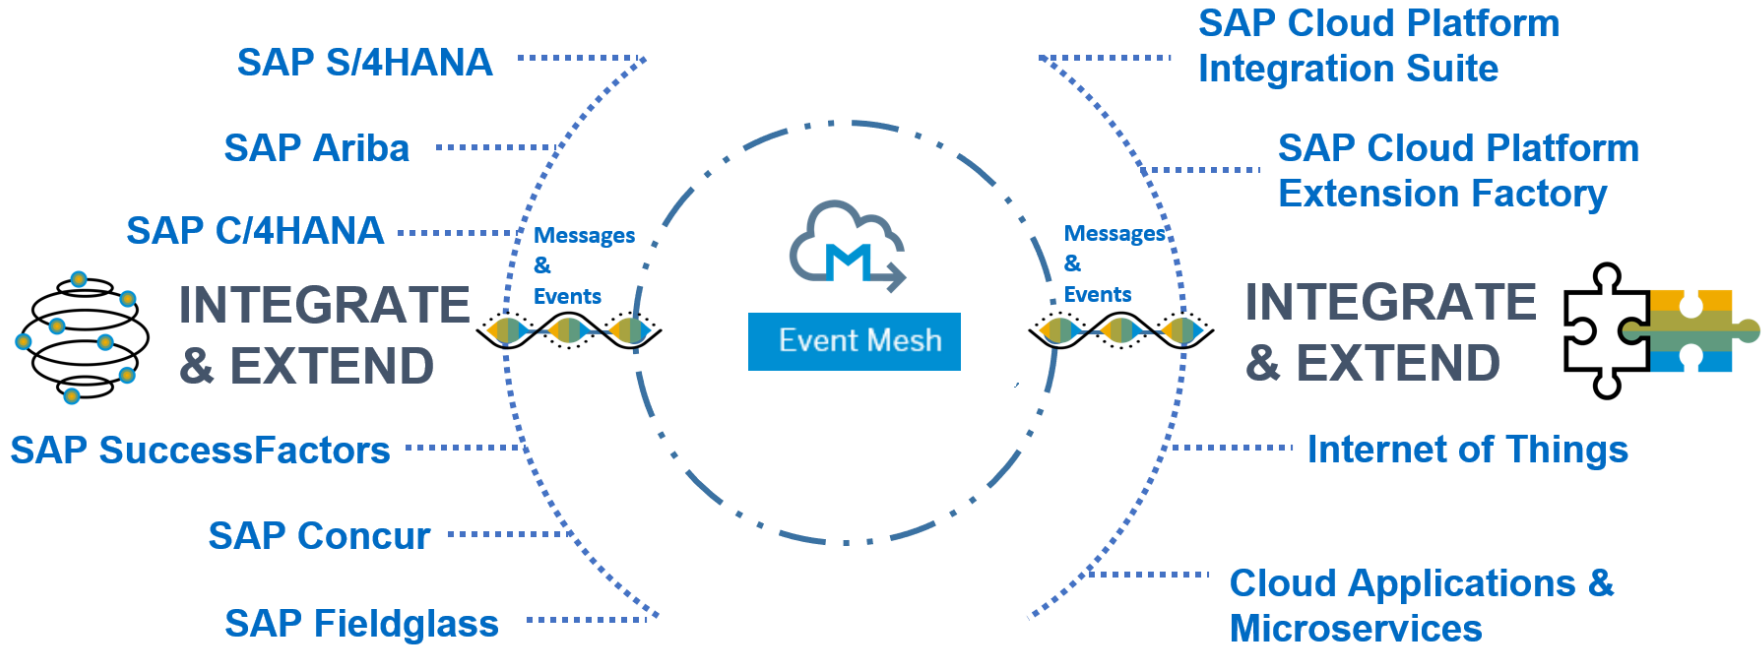 SAP S/4HANA
SAP Ariba
SAP C/4HANA
INTEGRATE
& EXTEND
SAP SuccessFactors
SAP Concur
SAP Fieldglass
Messages
&
Events
M
Event Mesh
Messages
&
Events
SAP Cloud Platform
Integration Suite
SAP Cloud Platform
Extension Factory
INTEGRATE
& EXTEND
Internet of Things
Cloud Applications &
Microservices